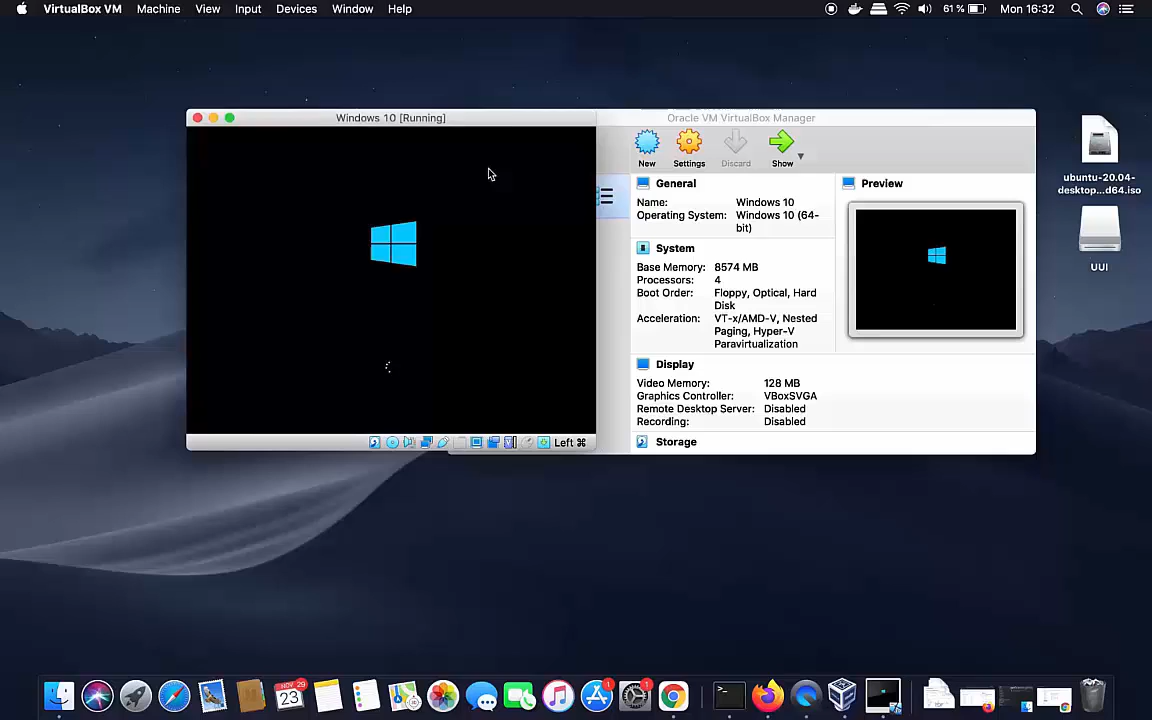 VirtualBox VM Machine View Input Devices Window Help 61 % Mon 16:32
Windows 10 [Running]
Oracle VM VirtualBox Manager
New Settings Discard Show
General
Name: Windows 10
Operating System: Windows 10 (64-
bit)
System
Base Memory: 8574 MB
Processors: 4
Boot Order: Floppy, Optical, Hard
Disk
Acceleration: VT-x/AMD-V, Nested
Paging, Hyper-V
Paravirtualization
Display
Video Memory: 128 MB
Graphics Controller: VBoxSVGA
Remote Desktop Server: Disabled
Recording: Disabled
Storage
Preview
Left ⌘
ubuntu-20.04-
desktop...d64.iso
UUI
NOV
23
1
1